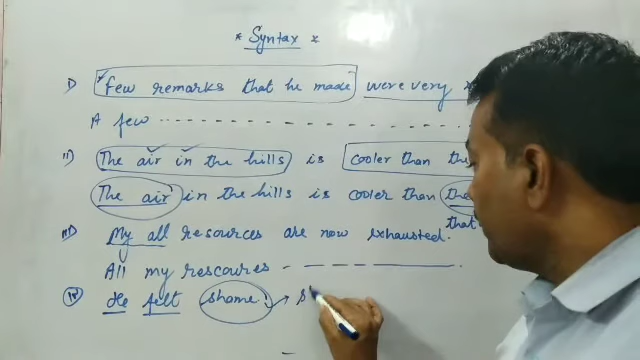 * Syntax *
i) Few remarks that he made were very
A few
ii) The air in the hills is cooler than the
The air in the hills is cooler than
that
iii) My all resources are now exhausted.
All my rescoures
iv) He felt shame. → s